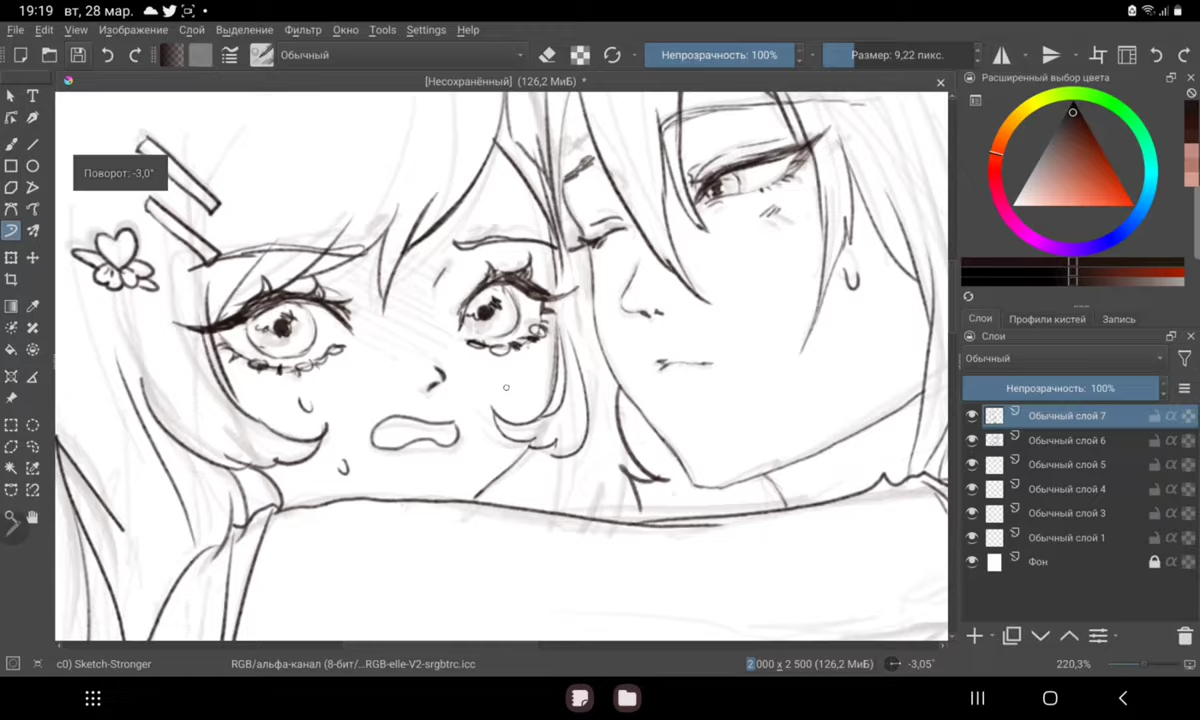 19:19 вт, 28 мар.
File Edit View Изображение Слой Выделение Фильтр Окно Tools Settings Help
Обычный
Непрозрачность: 100%
Размер: 9,22 пикс.
[Несохранённый] (126,2 МиБ) *
Расширенный выбор цвета
Поворот: -3,0°
Слои Профили кистей Запись
Слои
Обычный
Непрозрачность: 100%
Обычный слой 7
Обычный слой 6
Обычный слой 5
Обычный слой 4
Обычный слой 3
Обычный слой 1
Фон
c0) Sketch-Stronger
RGB/альфа-канал (8-бит/...RGB-elle-V2-srgbtrc.icc
2 000 x 2 500 (126,2 МиБ)
-3,05°
220,3%